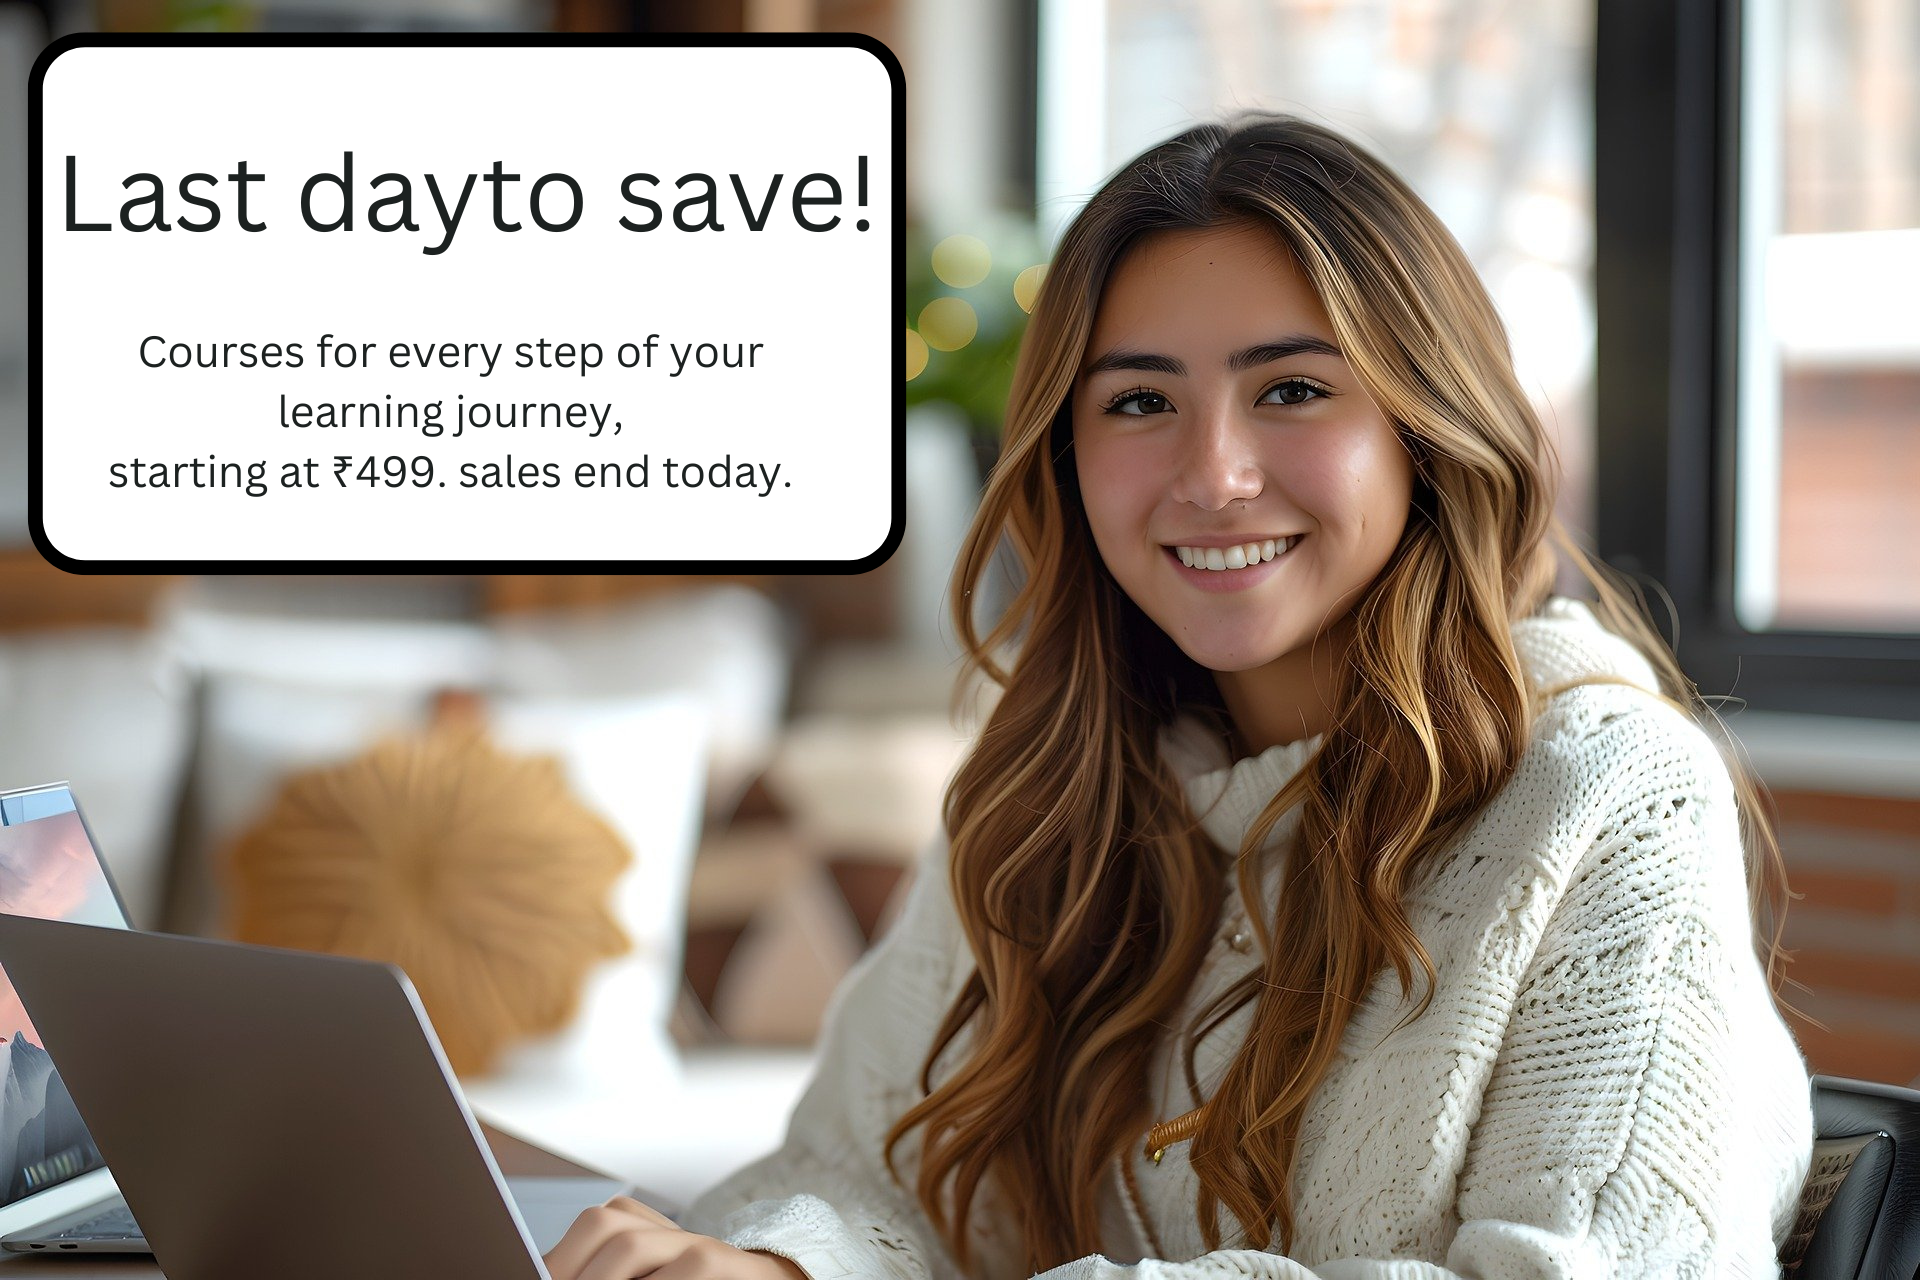 Last dayto save!
Courses for every step of your
learning journey,
starting at ₹499. sales end today.